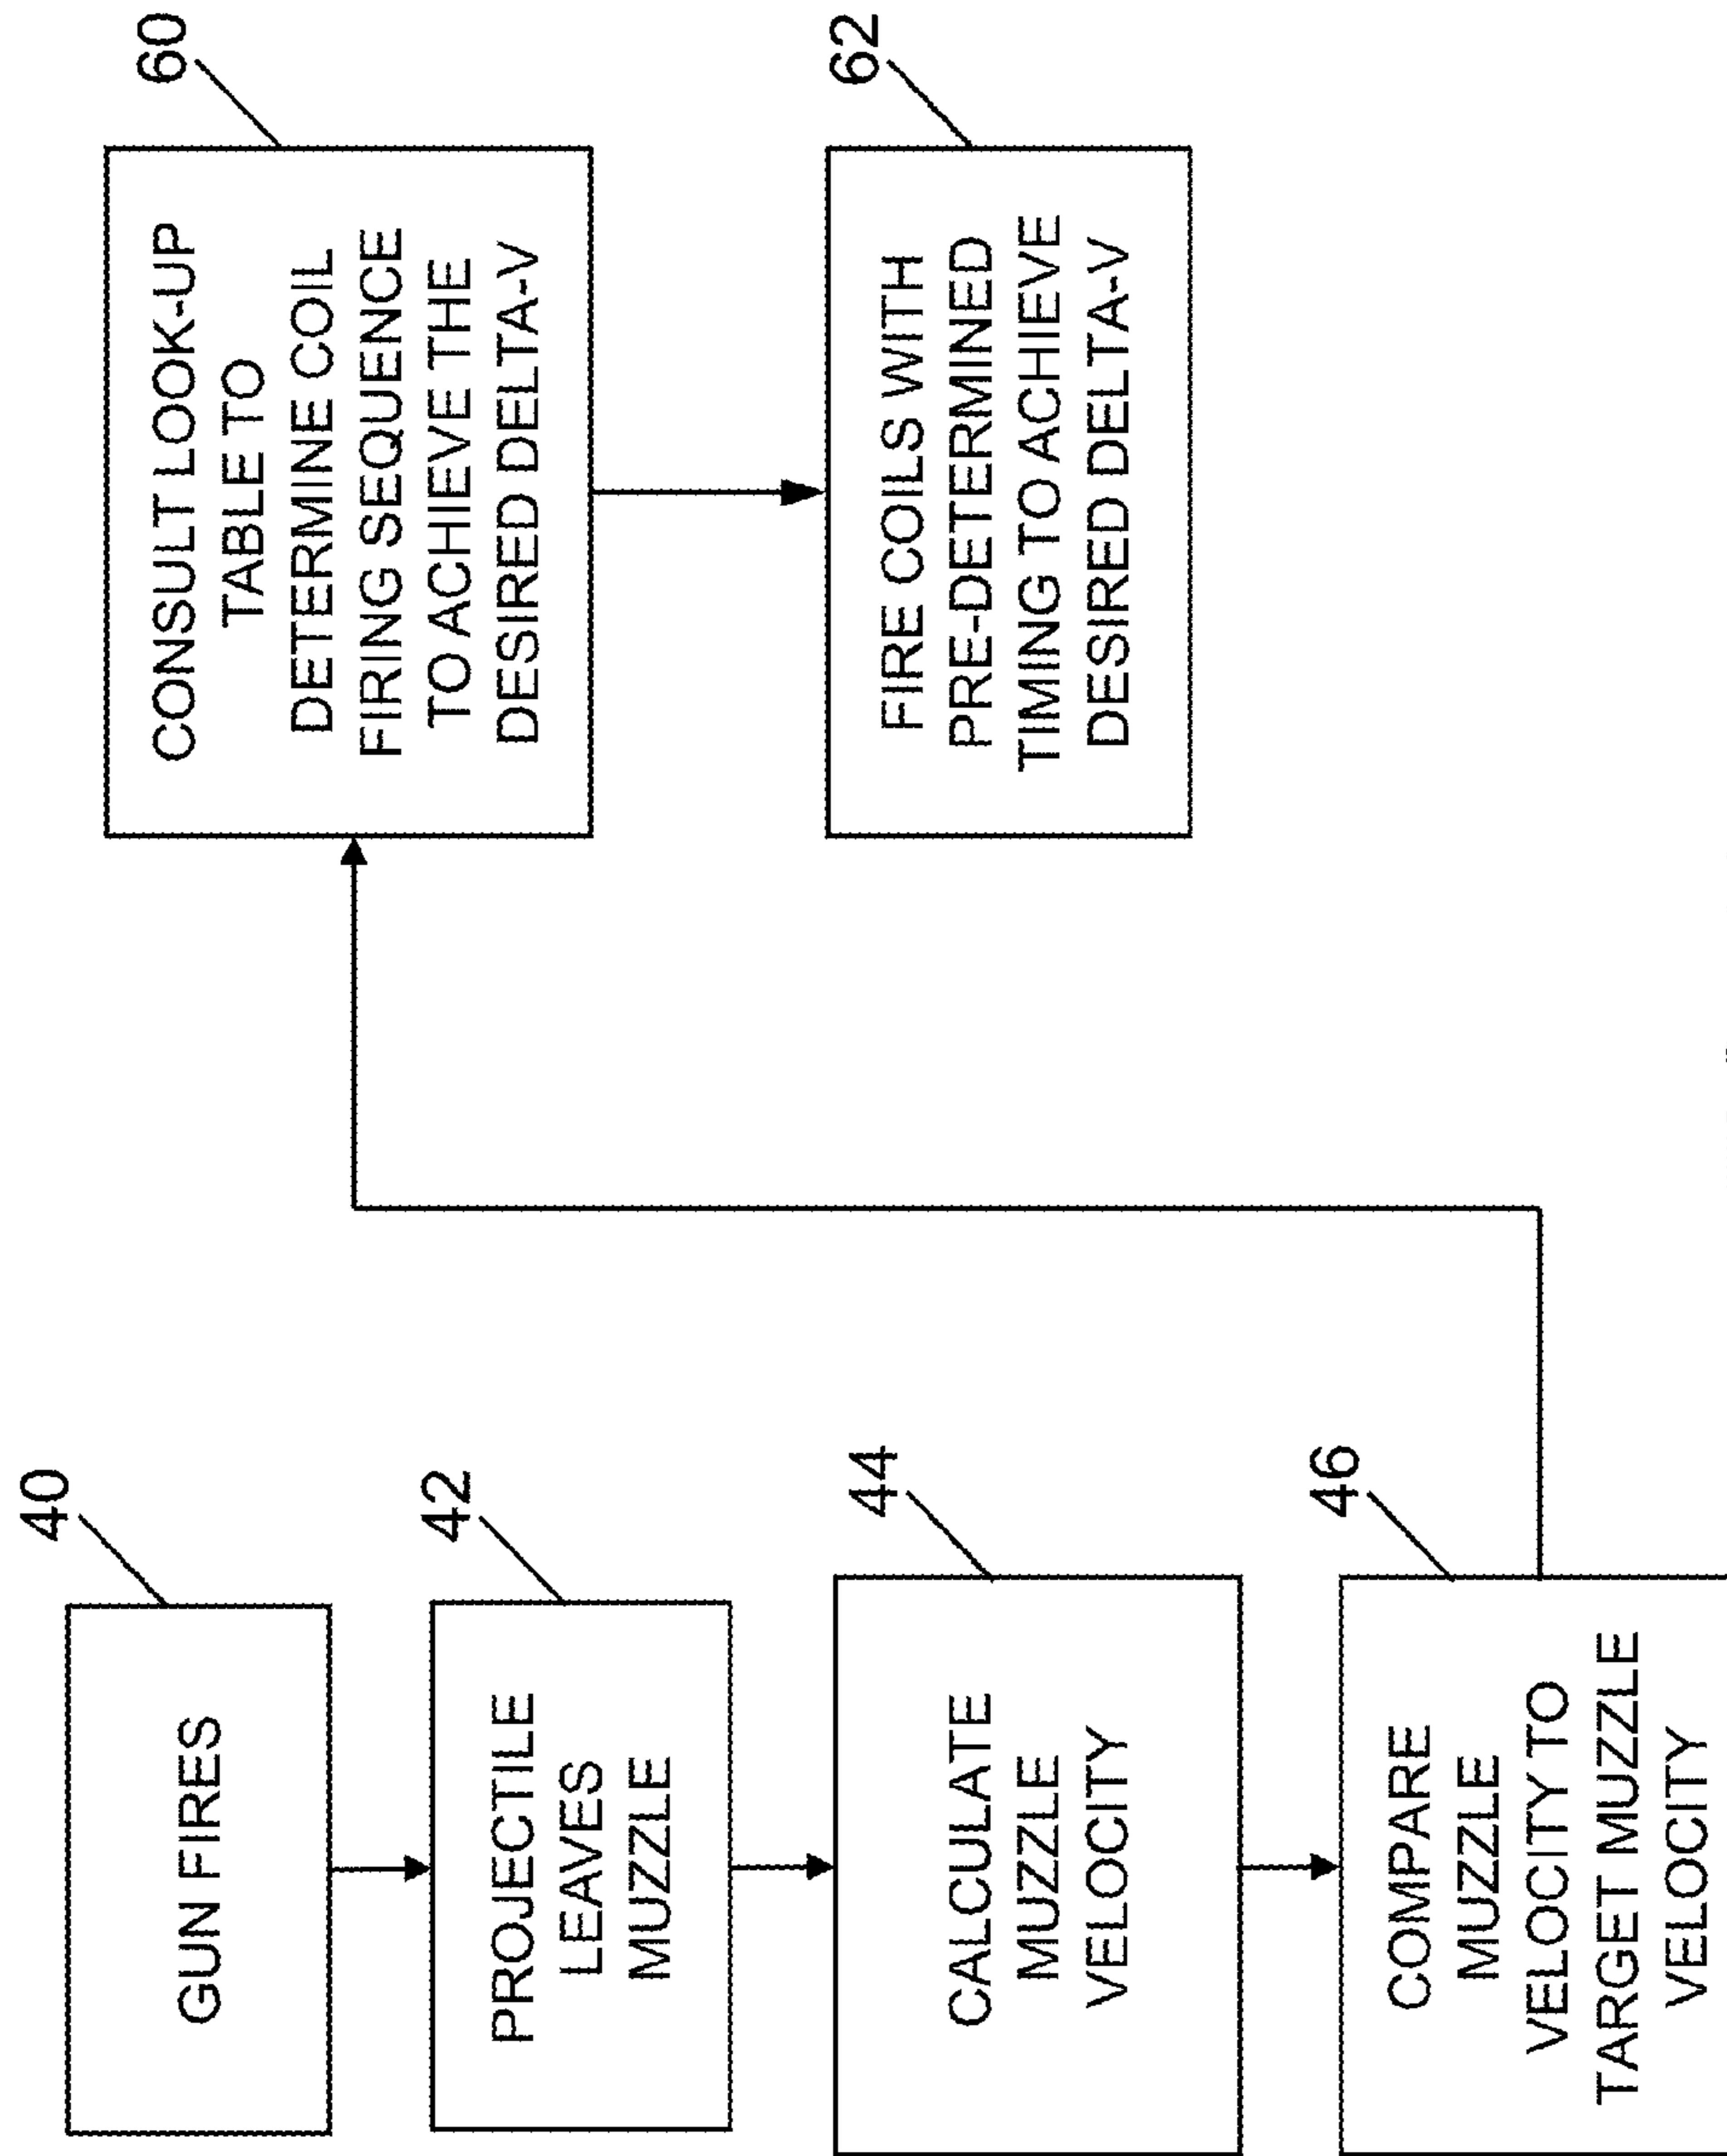 40
GUN FIRES
42
PROJECTILE
LEAVES
MUZZLE
44
CALCULATE
MUZZLE
VELOCITY
46
COMPARE
MUZZLE
VELOCITY TO
TARGET MUZZLE
VELOCITY
60
CONSULT LOOK-UP
TABLE TO
DETERMINE COIL
FIRING SEQUENCE
TO ACHIEVE THE
DESIRED DELTA-V
62
FIRE COILS WITH
PRE-DETERMINED
TIMING TO ACHIEVE
DESIRED DELTA-V